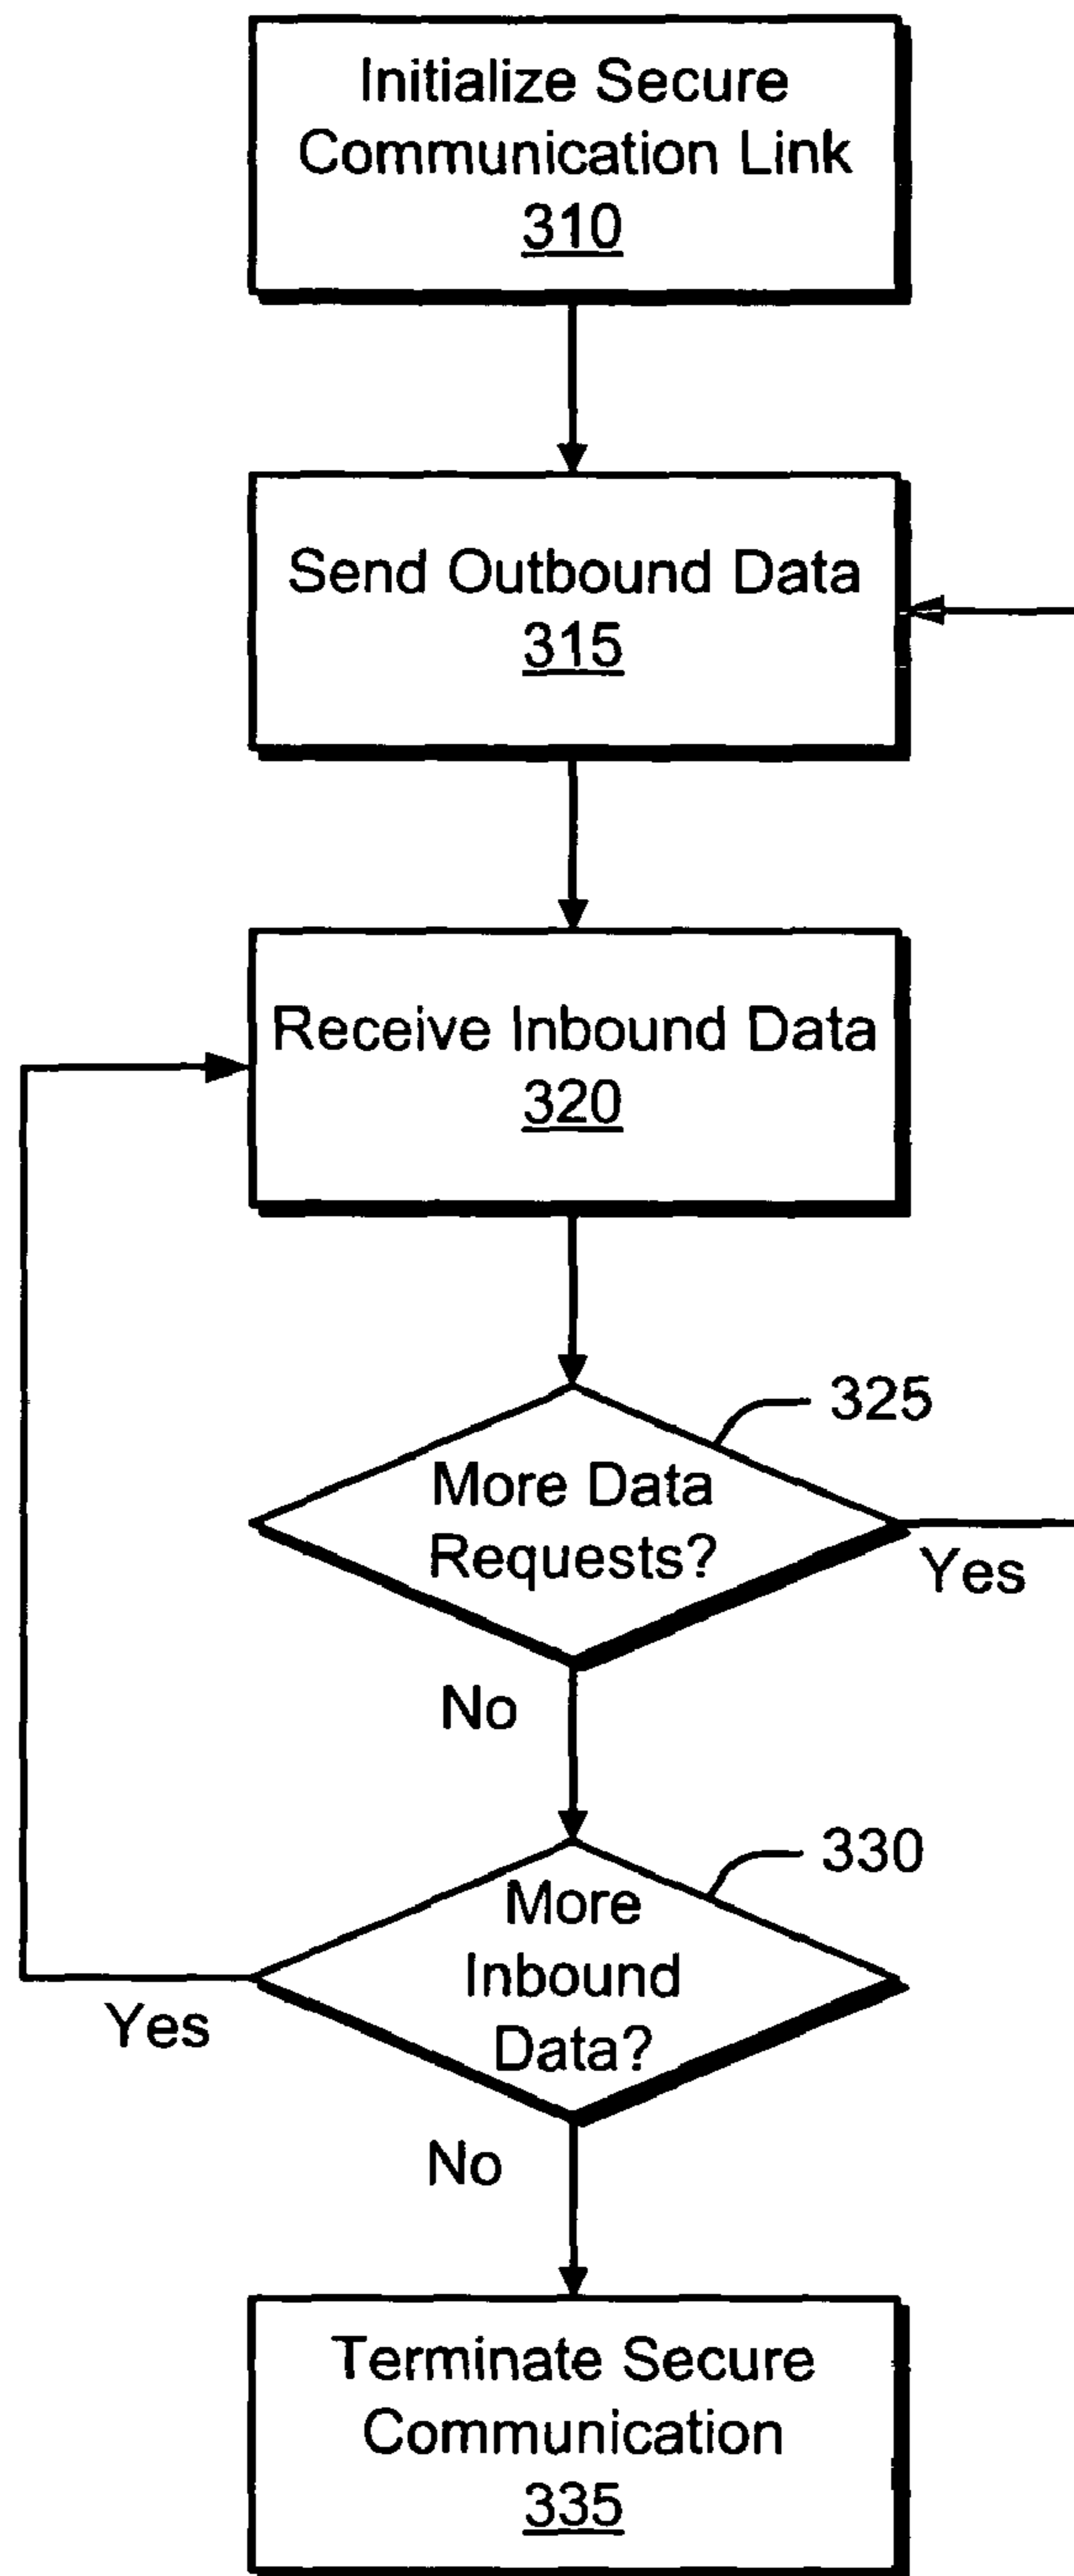 Initialize Secure
Communication Link
310
Send Outbound Data
315
Receive Inbound Data
320
325
More Data
Requests?
Yes
No
330
More
Inbound
Data?
Yes
No
Terminate Secure
Communication
335